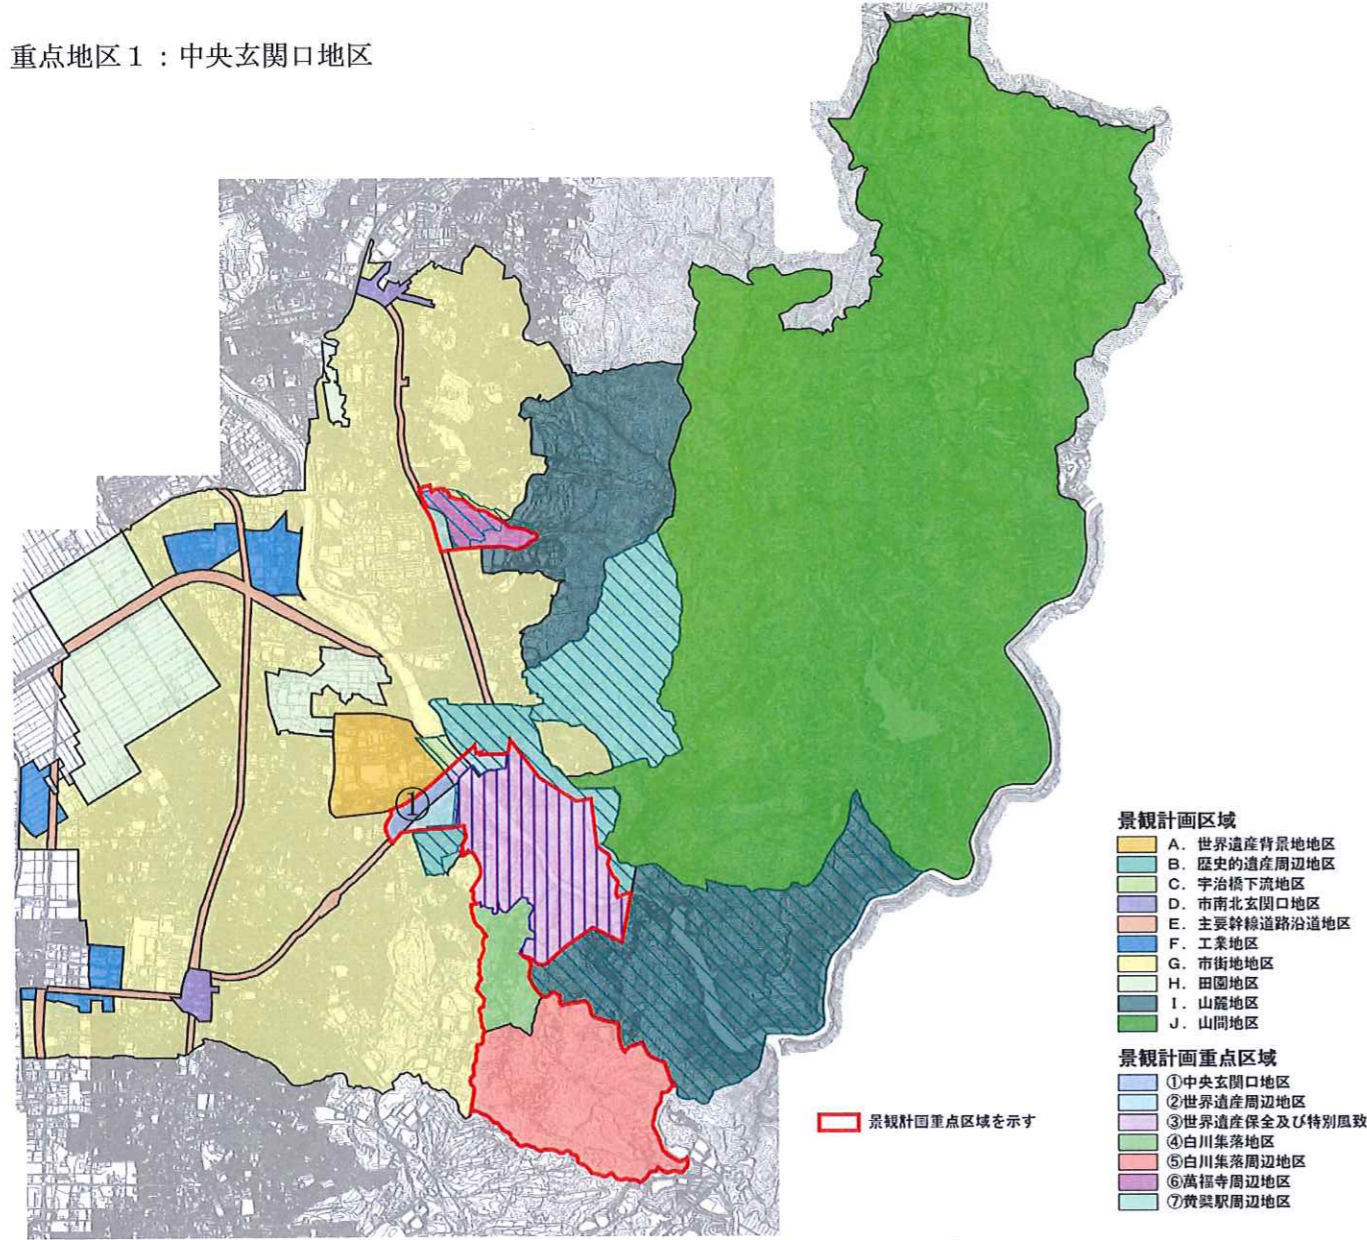 重点地区1：中央玄関口地区
①
景観計画区域
A．世界遺産背景地地区
B．歴史的遺産周辺地区
C．宇治橋下流地区
D．市南北玄関口地区
E．主要幹線道路沿道地区
F．工業地区
G．市街地地区
H．田園地区
I．山麓地区
J．山間地区
景観計画重点区域
①中央玄関口地区
②世界遺産周辺地区
③世界遺産保全及び特別風致
④白川集落地区
⑤白川集落周辺地区
⑥萬福寺周辺地区
⑦黄檗駅周辺地区
景観計画重点区域を示す